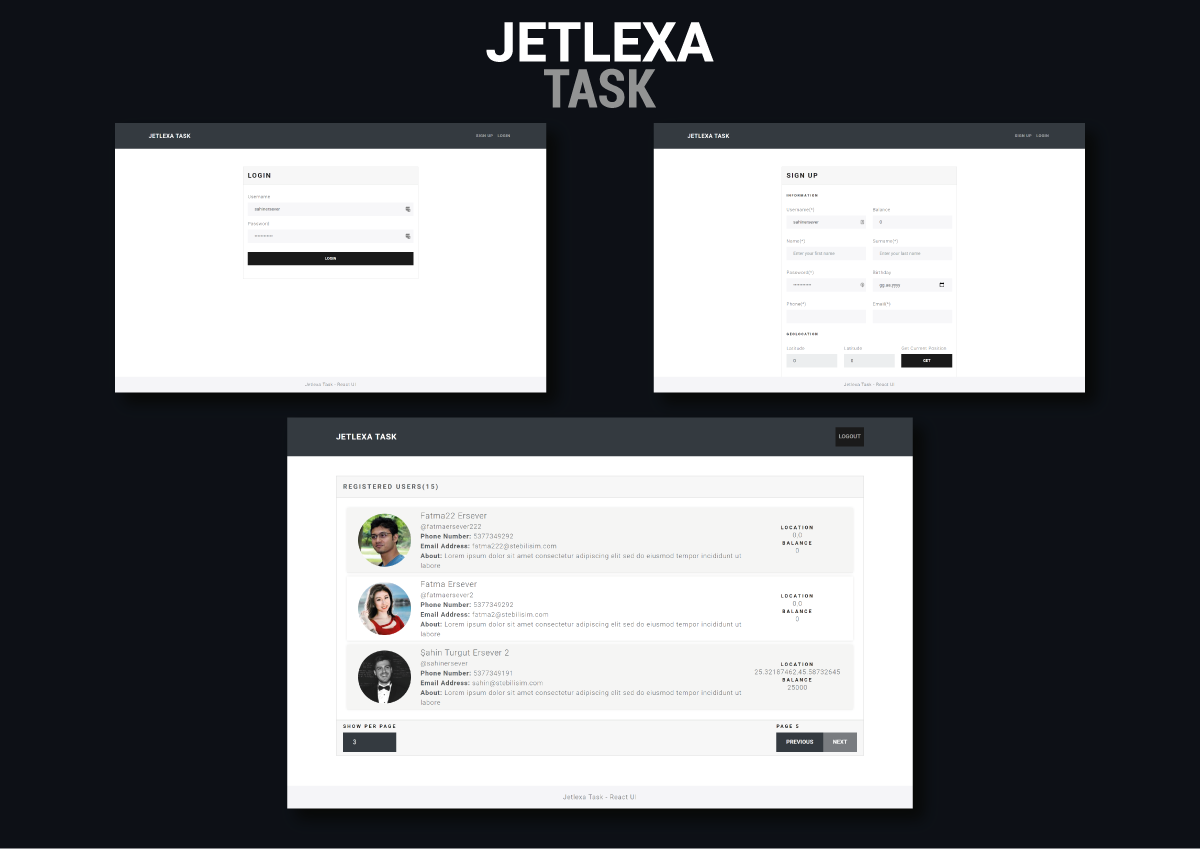 JETLEXA
TASK
JETLEXA TASK
SIGN UP LOGIN
LOGIN
Username
sahinersever
Password
LOGIN
Jetlexa Task - React UI
JETLEXA TASK
SIGN UP LOGIN
SIGN UP
INFORMATION
Username(*) Balance
sahinersever 0
Name(*) Surname(*)
Enter your first name Enter your last name
Password(*) Birthday
gg.aa.yyyy
Phone(*) Email(*)
GEOLOCATION
Latitude Latitude Get Current Position
0 0 GET
Jetlexa Task - React UI
JETLEXA TASK
LOGOUT
REGISTERED USERS(15)
Fatma22 Ersever
@fatmaersever222
Phone Number: 5377349292
Email Address: fatma222@stebilisim.com
About: Lorem ipsum dolor sit amet consectetur adipiscing elit sed do eiusmod tempor incididunt ut
labore
LOCATION
0,0
BALANCE
0
Fatma Ersever
@fatmaersever2
Phone Number: 5377349292
Email Address: fatma2@stebilisim.com
About: Lorem ipsum dolor sit amet consectetur adipiscing elit sed do eiusmod tempor incididunt ut
labore
LOCATION
0,0
BALANCE
0
Şahin Turgut Ersever 2
@sahinersever
Phone Number: 5377349191
Email Address: sahin@stebilisim.com
About: Lorem ipsum dolor sit amet consectetur adipiscing elit sed do eiusmod tempor incididunt ut
labore
LOCATION
25.32187462,45.58732645
BALANCE
25000
SHOW PER PAGE
3
PAGE 5
PREVIOUS NEXT
Jetlexa Task - React UI